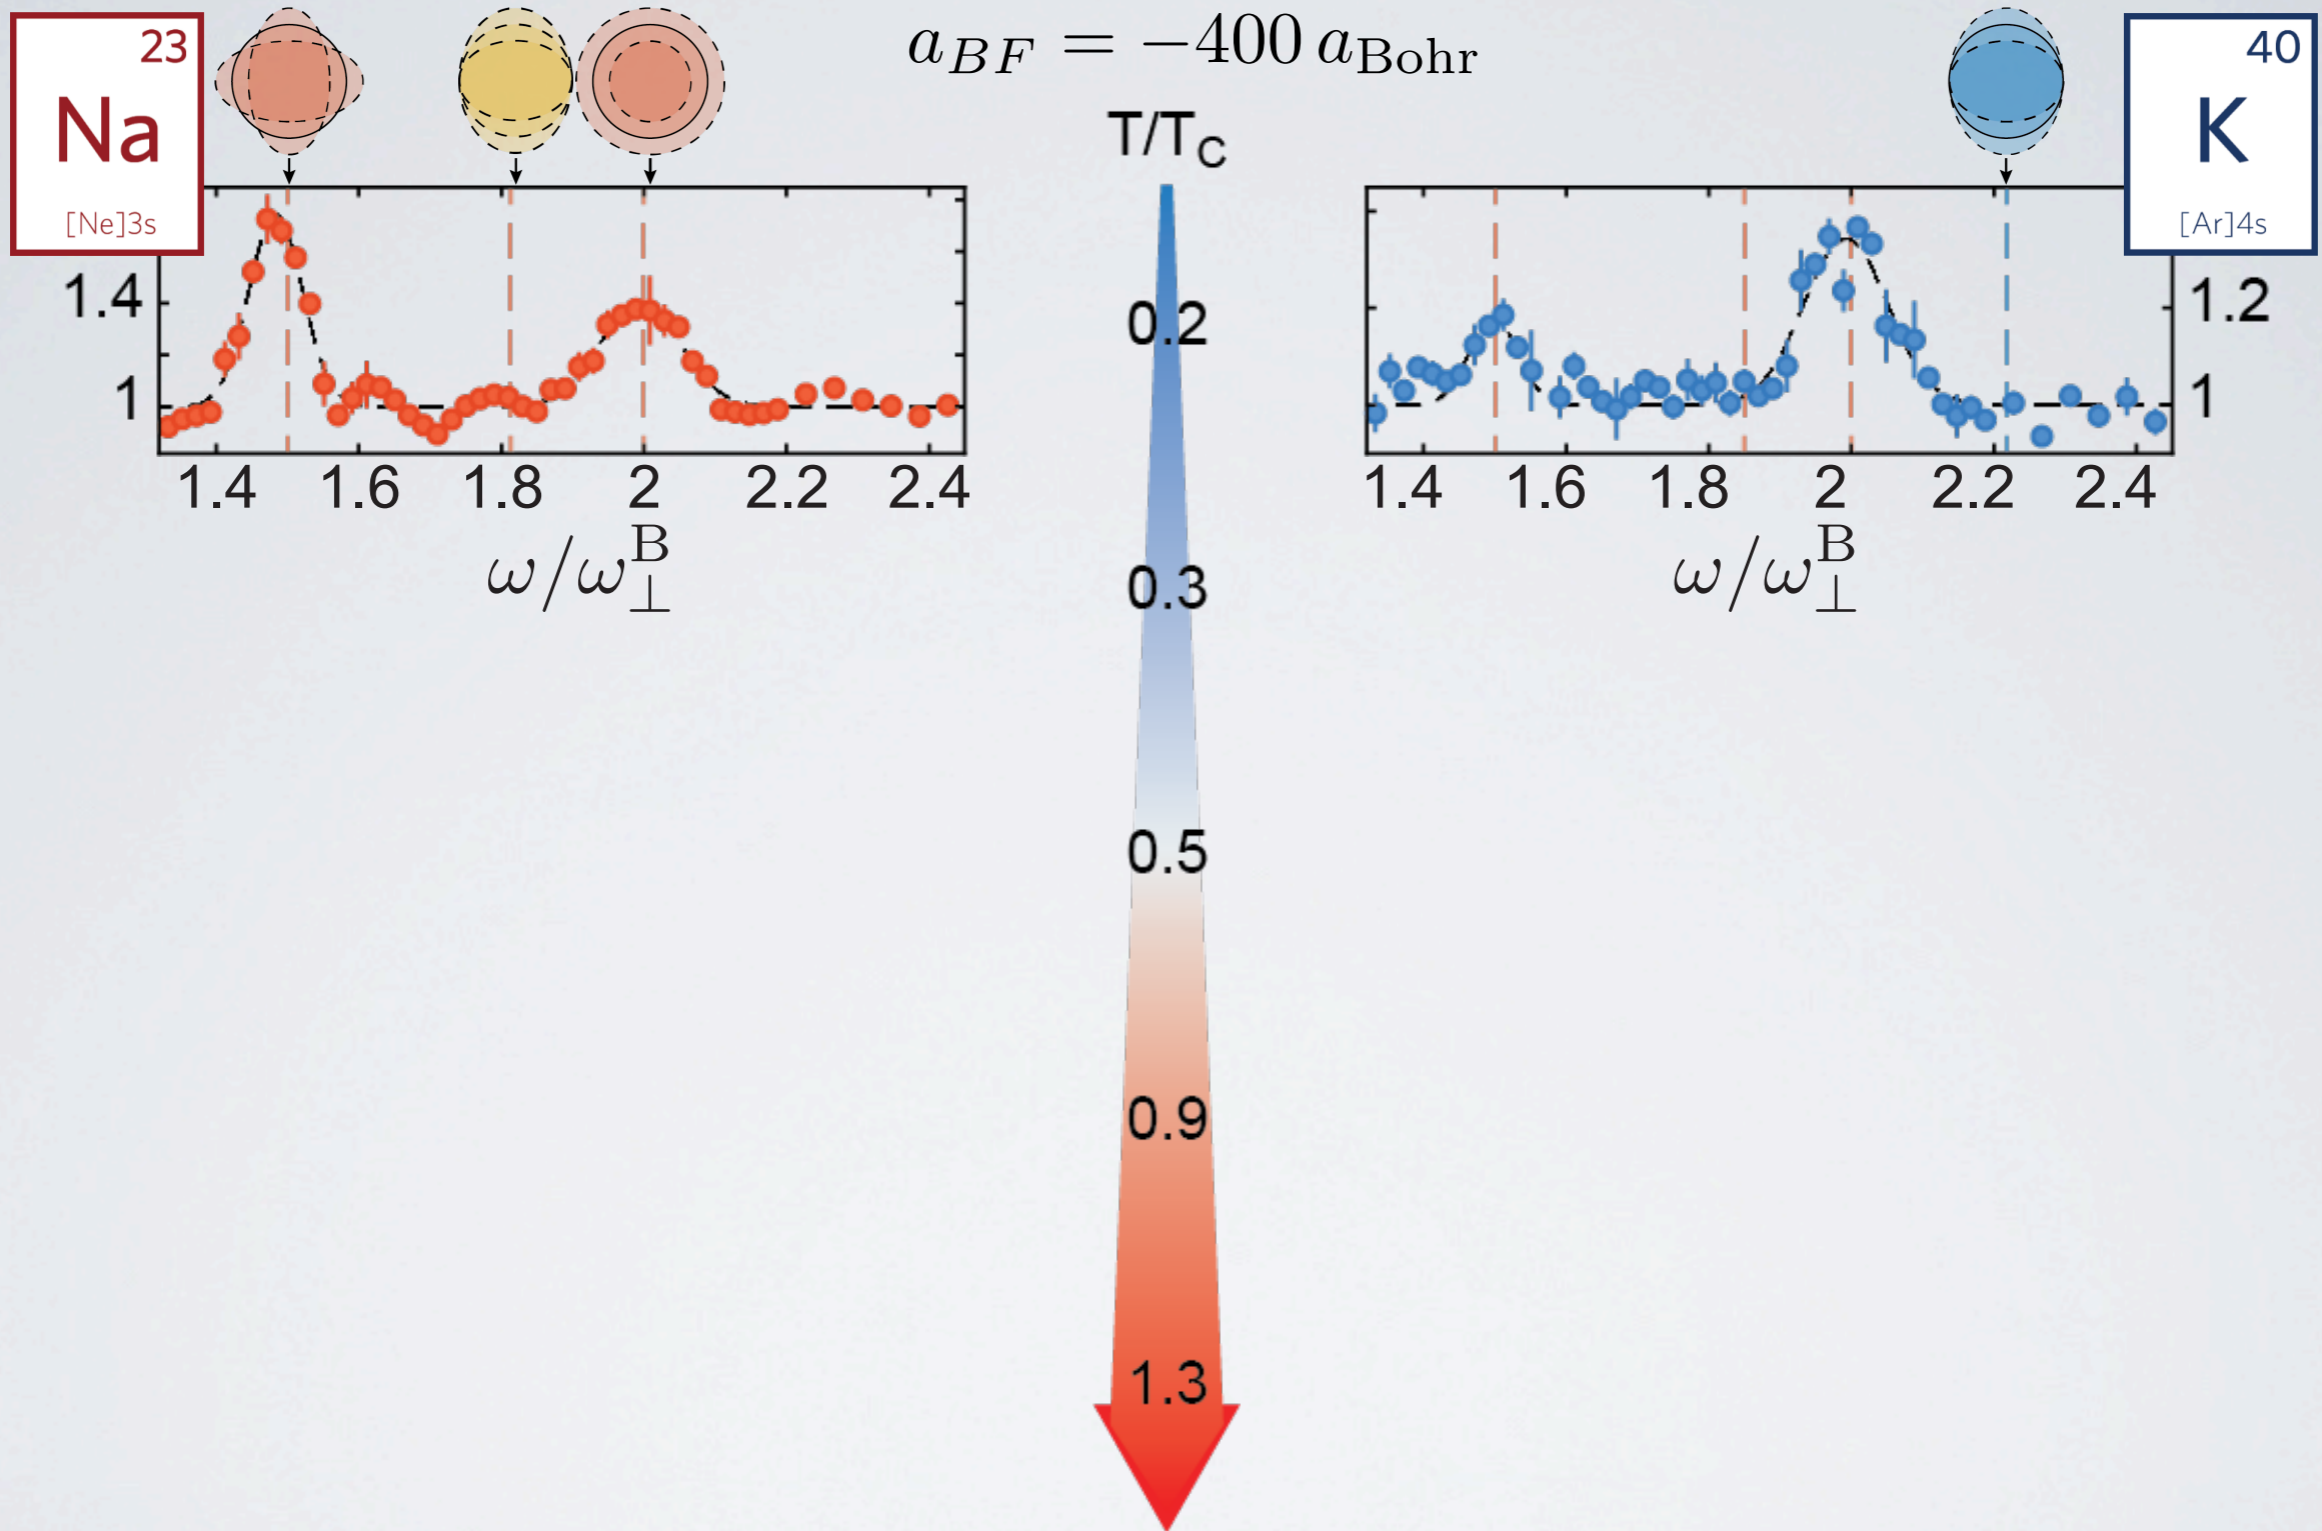 23
Na
[Ne]3s
a_{BF} = −400 a_{Bohr}
40
K
[Ar]4s
T/T_C
0.2
0.3
0.5
0.9
1.3
1.4
1
1.4 1.6 1.8 2 2.2 2.4
ω/ω_⊥^B
1.2
1
1.4 1.6 1.8 2 2.2 2.4
ω/ω_⊥^B